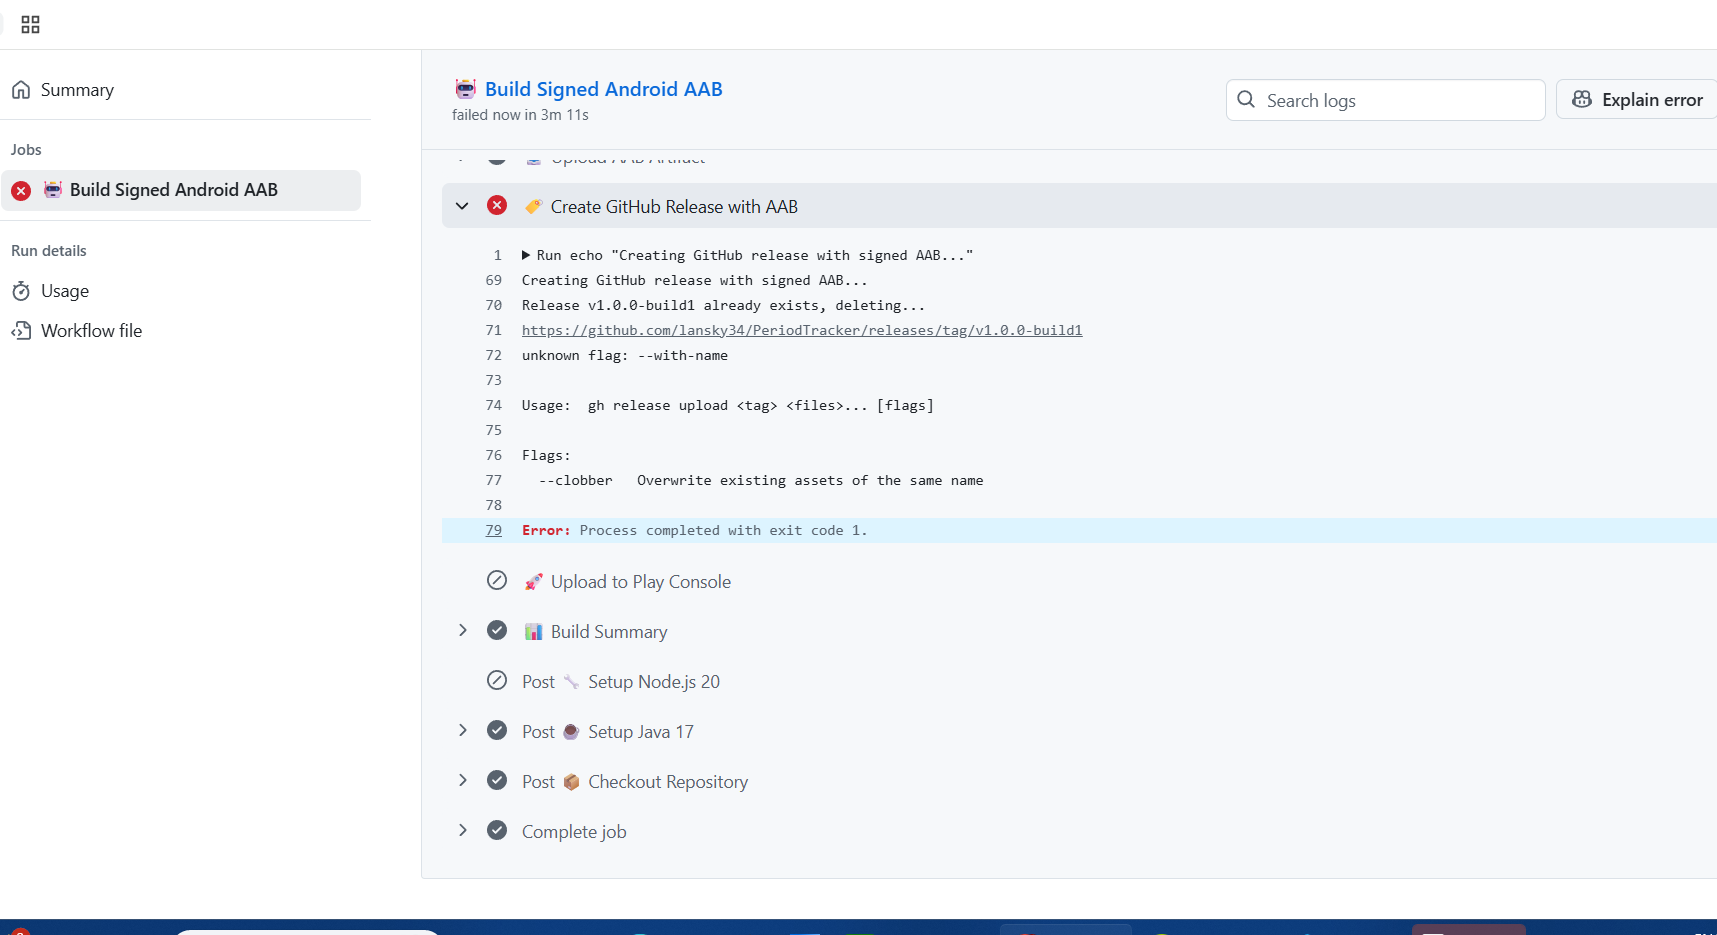 Summary
Jobs
Build Signed Android AAB
Run details
Usage
Workflow file
Build Signed Android AAB
failed now in 3m 11s
Search logs
Explain error
Upload AAB Artifact
Create GitHub Release with AAB
1 Run echo "Creating GitHub release with signed AAB..."
69 Creating GitHub release with signed AAB...
70 Release v1.0.0-build1 already exists, deleting...
71 https://github.com/lansky34/PeriodTracker/releases/tag/v1.0.0-build1
72 unknown flag: --with-name
73
74 Usage:  gh release upload <tag> <files>... [flags]
75
76 Flags:
77   --clobber   Overwrite existing assets of the same name
78
79 Error: Process completed with exit code 1.
Upload to Play Console
Build Summary
Post Setup Node.js 20
Post Setup Java 17
Post Checkout Repository
Complete job